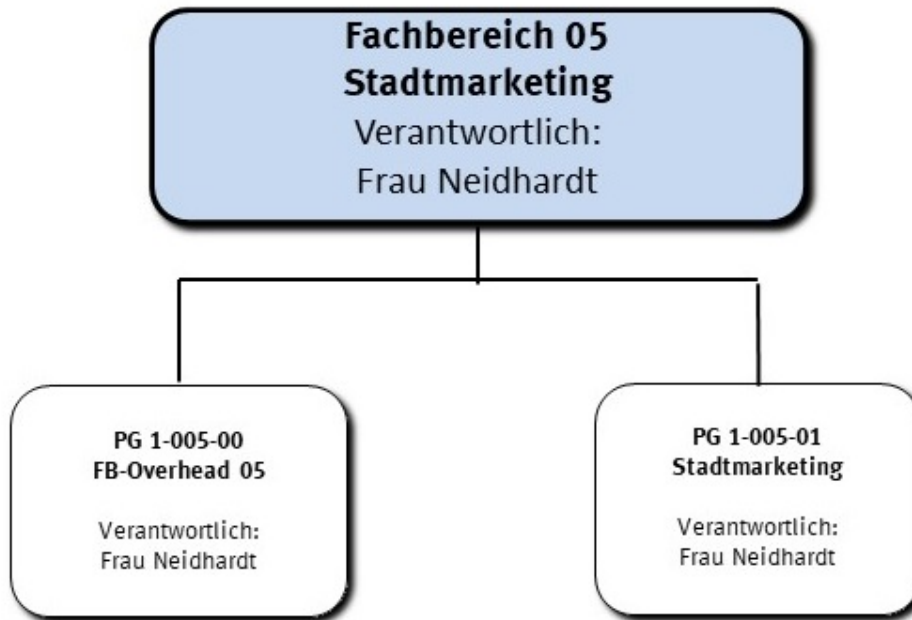 Fachbereich 05
Stadtmarketing
Verantwortlich:
Frau Neidhardt
PG 1-005-00
FB-Overhead 05
Verantwortlich:
Frau Neidhardt
PG 1-005-01
Stadtmarketing
Verantwortlich:
Frau Neidhardt